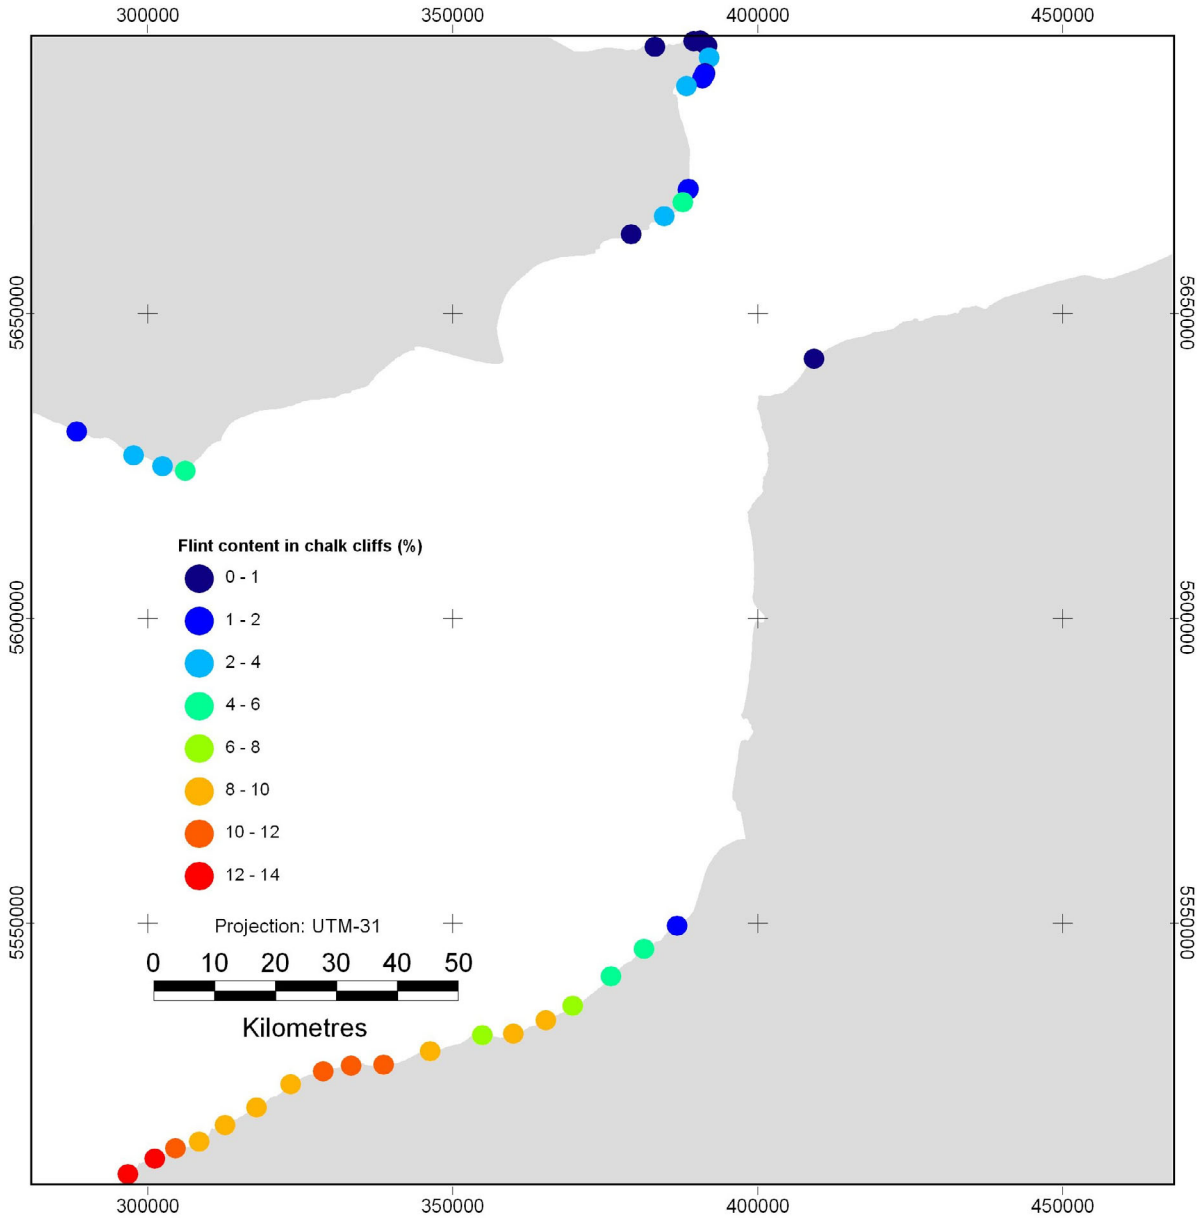 300000 350000 400000 450000
5650000 5650000
Flint content in chalk cliffs (%)
0 - 1
1 - 2
5600000 5600000
2 - 4
4 - 6
6 - 8
8 - 10
10 - 12
12 - 14
Projection: UTM-31
5550000 5550000
0 10 20 30 40 50
Kilometres
300000 350000 400000 450000